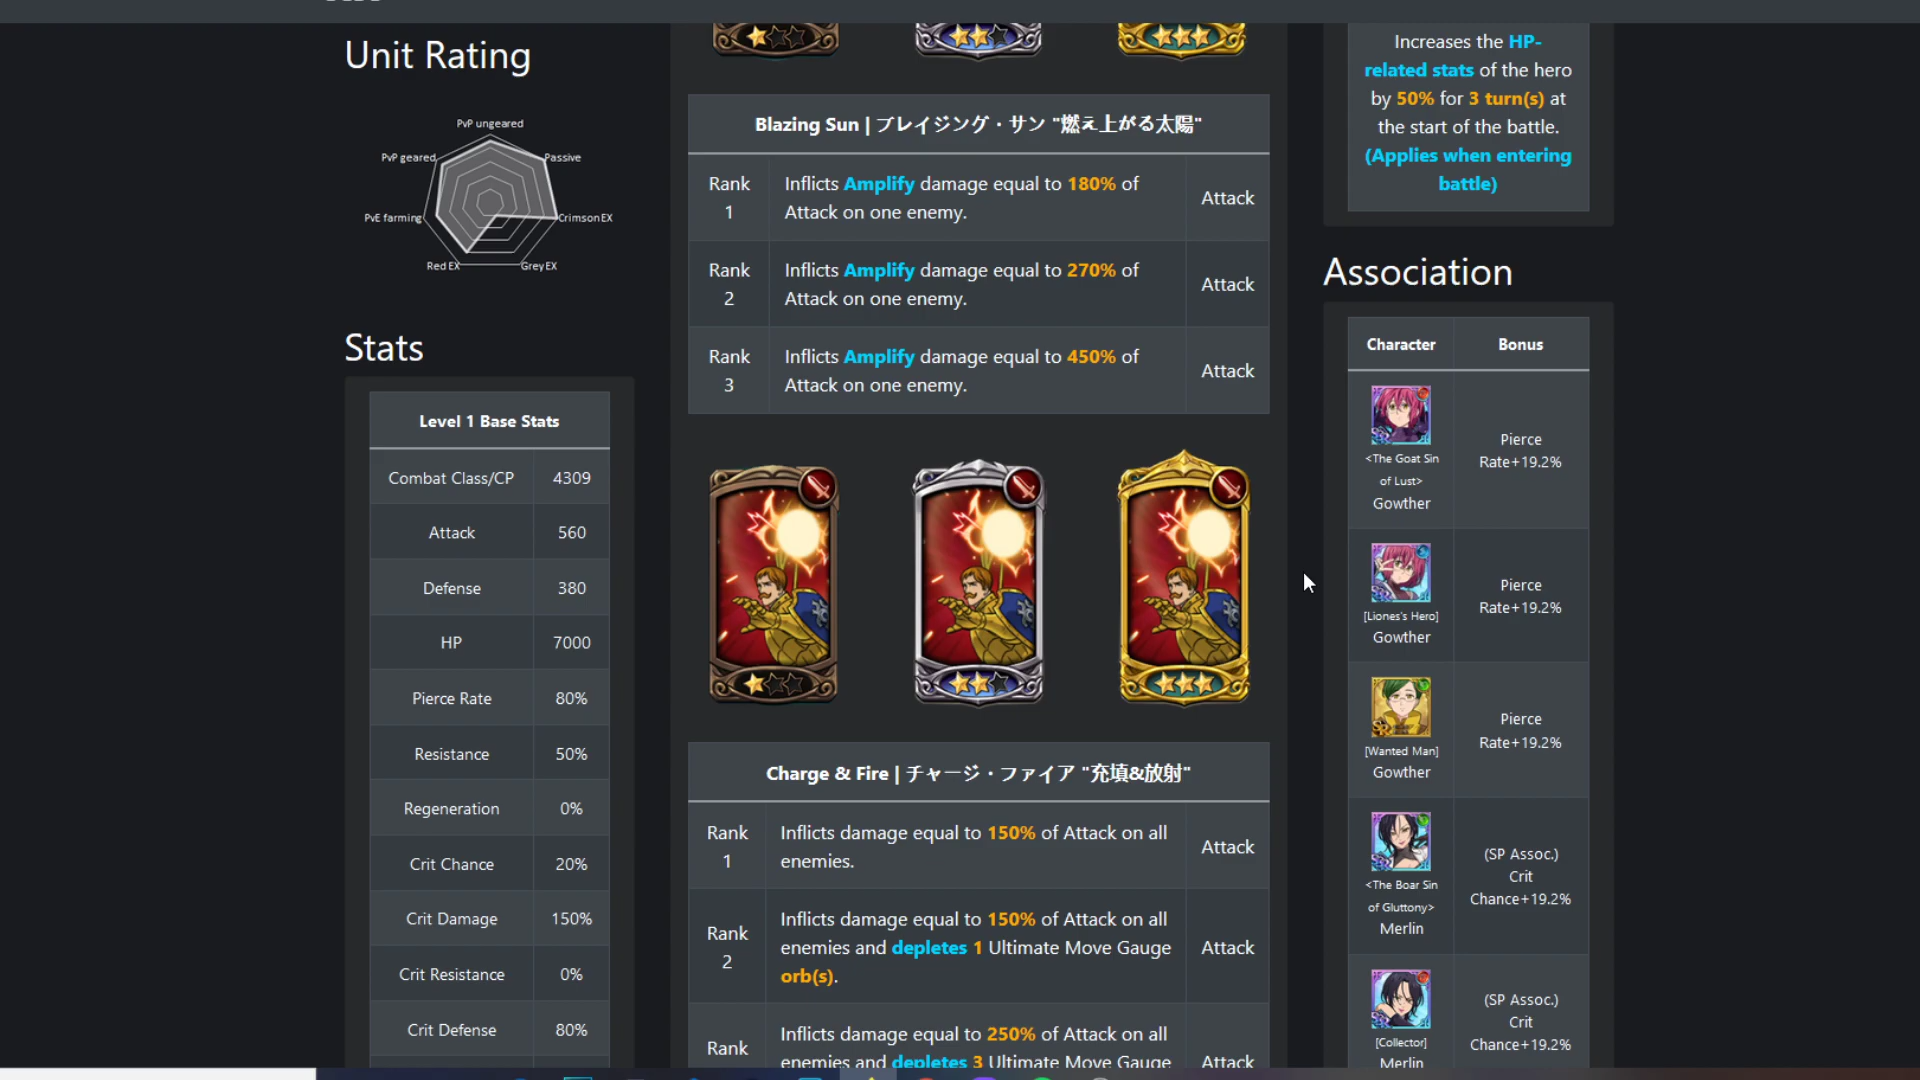 Unit Rating
PvP ungeared
PvP geared
Passive
PvE farming
Crimson EX
Red EX
Grey EX
Stats
Level 1 Base Stats
Combat Class/CP 4309
Attack 560
Defense 380
HP 7000
Pierce Rate 80%
Resistance 50%
Regeneration 0%
Crit Chance 20%
Crit Damage 150%
Crit Resistance 0%
Crit Defense 80%
Blazing Sun | ブレイジング・サン "燃え上がる太陽"
Rank
1
Inflicts Amplify damage equal to 180% of
Attack on one enemy.
Attack
Rank
2
Inflicts Amplify damage equal to 270% of
Attack on one enemy.
Attack
Rank
3
Inflicts Amplify damage equal to 450% of
Attack on one enemy.
Attack
Charge & Fire | チャージ・ファイア "充填&放射"
Rank
1
Inflicts damage equal to 150% of Attack on all
enemies.
Attack
Rank
2
Inflicts damage equal to 150% of Attack on all
enemies and depletes 1 Ultimate Move Gauge
orb(s).
Attack
Rank
Inflicts damage equal to 250% of Attack on all
enemies and depletes 3 Ultimate Move Gauge
Attack
Increases the HP-
related stats of the hero
by 50% for 3 turn(s) at
the start of the battle.
(Applies when entering
battle)
Association
Character Bonus
<The Goat Sin
of Lust>
Gowther
Pierce
Rate+19.2%
[Liones's Hero]
Gowther
Pierce
Rate+19.2%
[Wanted Man]
Gowther
Pierce
Rate+19.2%
<The Boar Sin
of Gluttony>
Merlin
(SP Assoc.)
Crit
Chance+19.2%
[Collector]
Merlin
(SP Assoc.)
Crit
Chance+19.2%